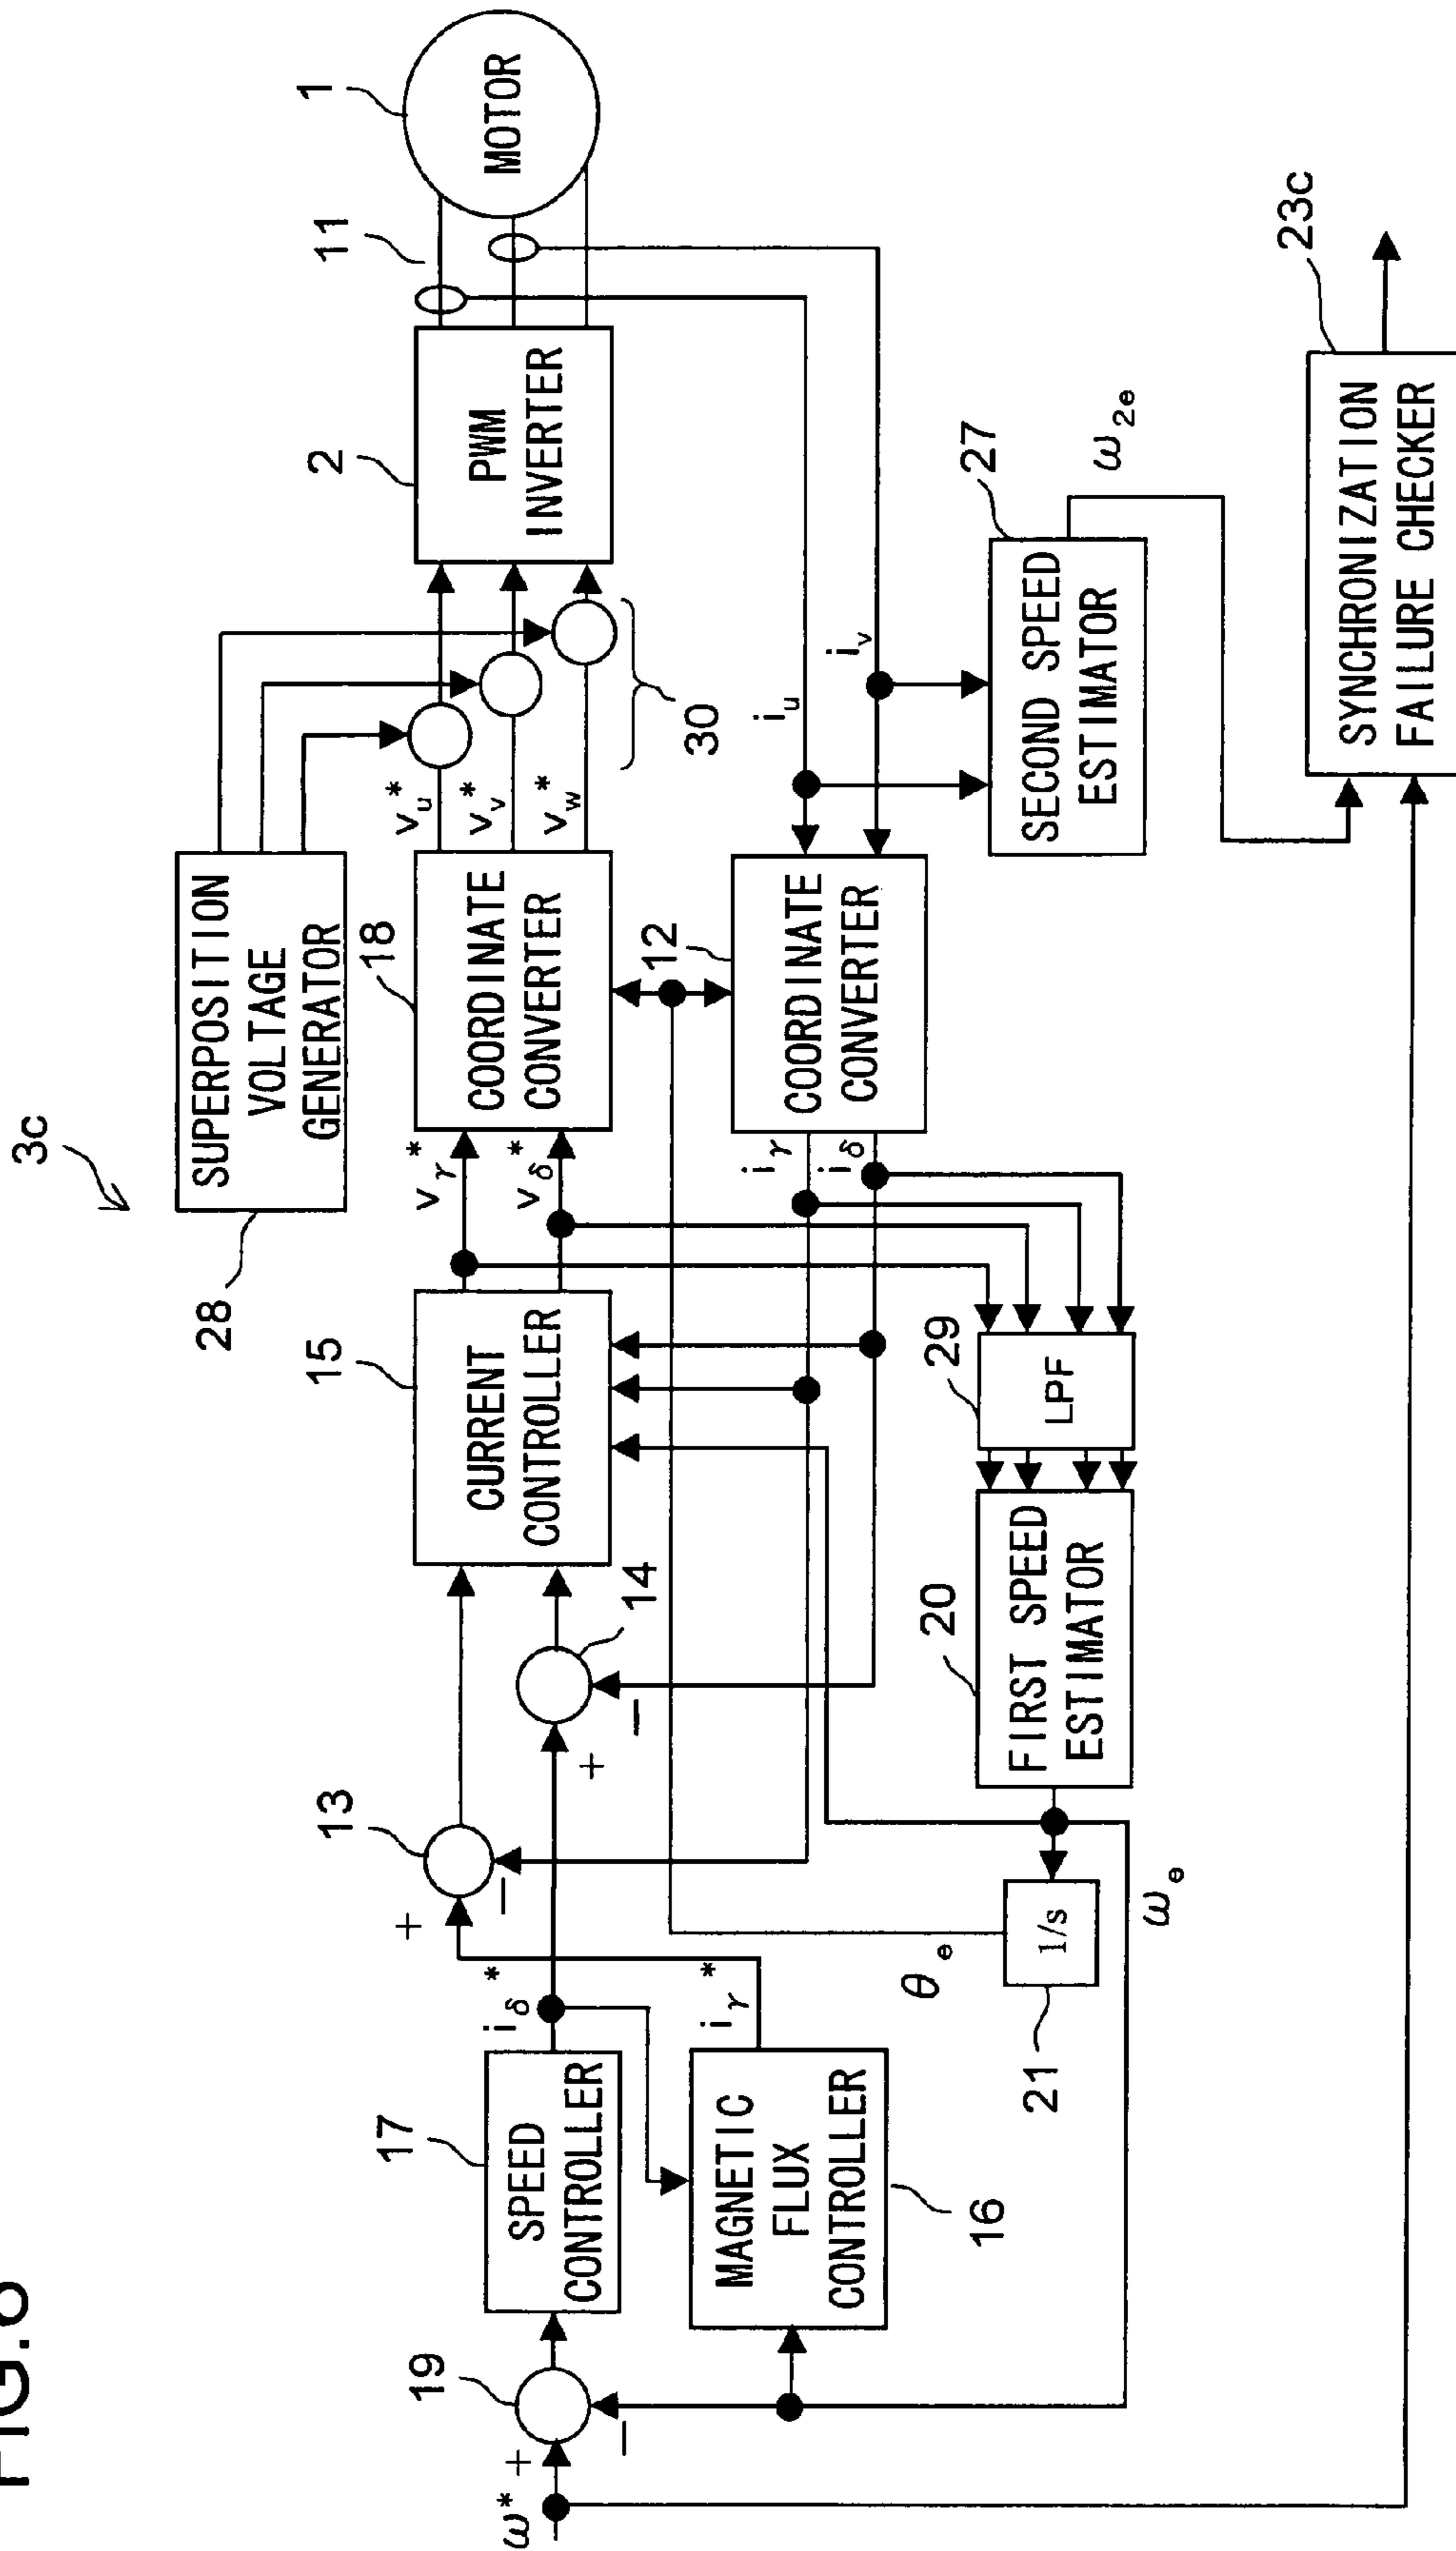 FIG.8
3c
SUPERPOSITION
VOLTAGE
GENERATOR
28
1
MOTOR
11
2
PWM
INVERTER
30
18
COORDINATE
CONVERTER
vu*
vv*
vw*
15
CURRENT
CONTROLLER
vγ*
vδ*
13
+
−
14
+
−
17
SPEED
CONTROLLER
iδ*
19
ω*
+
−
MAGNETIC
FLUX
CONTROLLER
16
iγ*
12
COORDINATE
CONVERTER
iu
iv
iγ
iδ
θe
1/s
21
ωe
20
FIRST SPEED
ESTIMATOR
29
LPF
27
SECOND SPEED
ESTIMATOR
ω2e
23c
SYNCHRONIZATION
FAILURE CHECKER